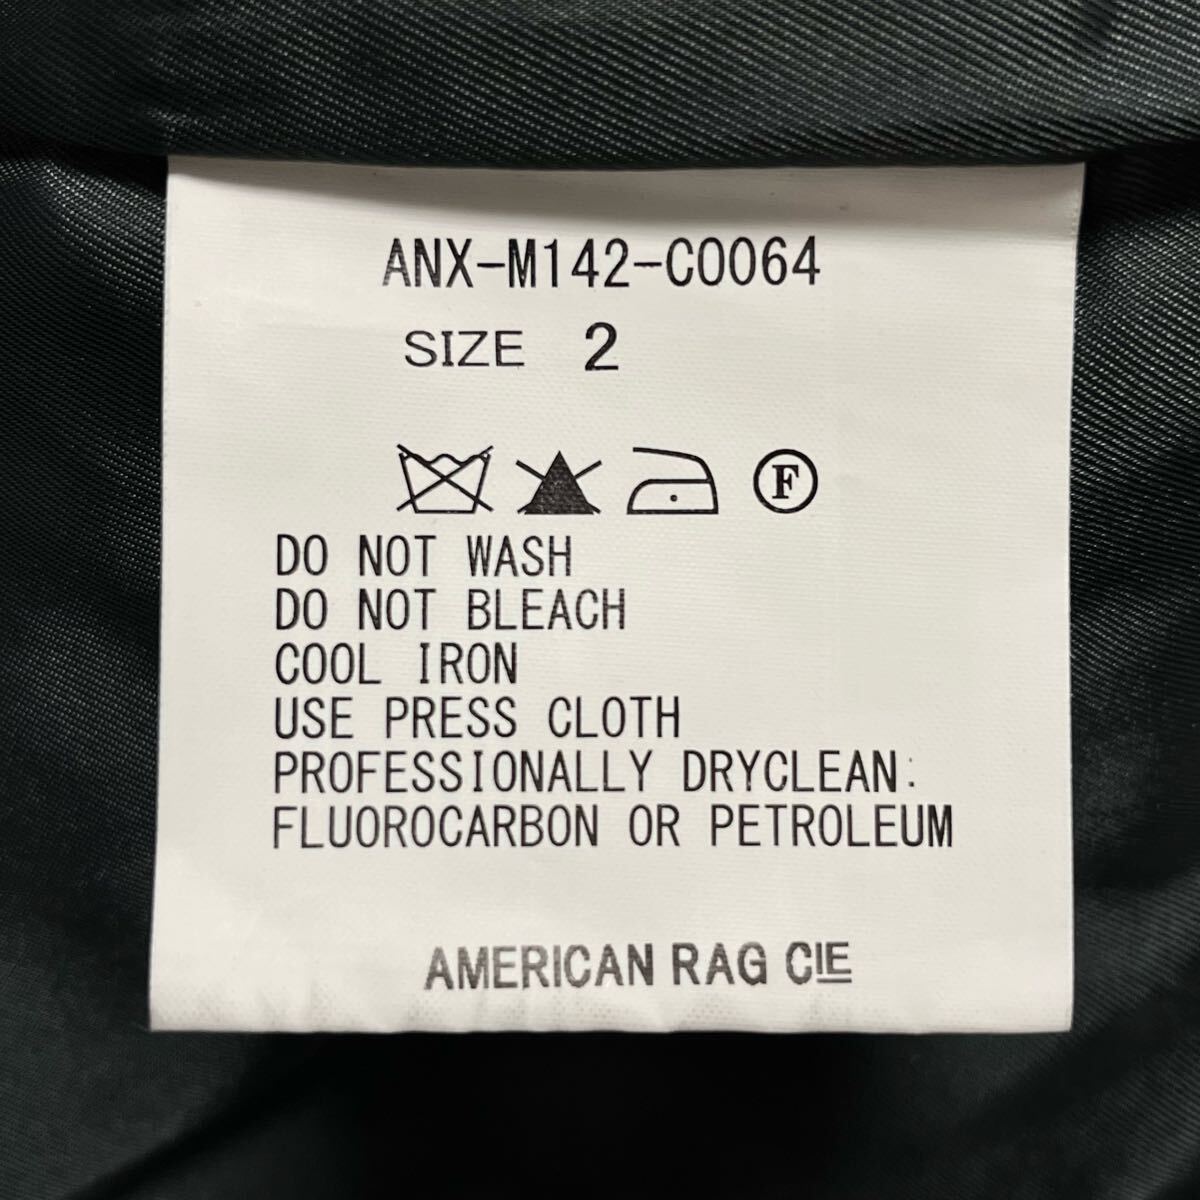 ANX-M142-C0064
SIZE 2
F
DO NOT WASH
DO NOT BLEACH
COOL IRON
USE PRESS CLOTH
PROFESSIONALLY DRYCLEAN:
FLUOROCARBON OR PETROLEUM
AMERICAN RAG CIE